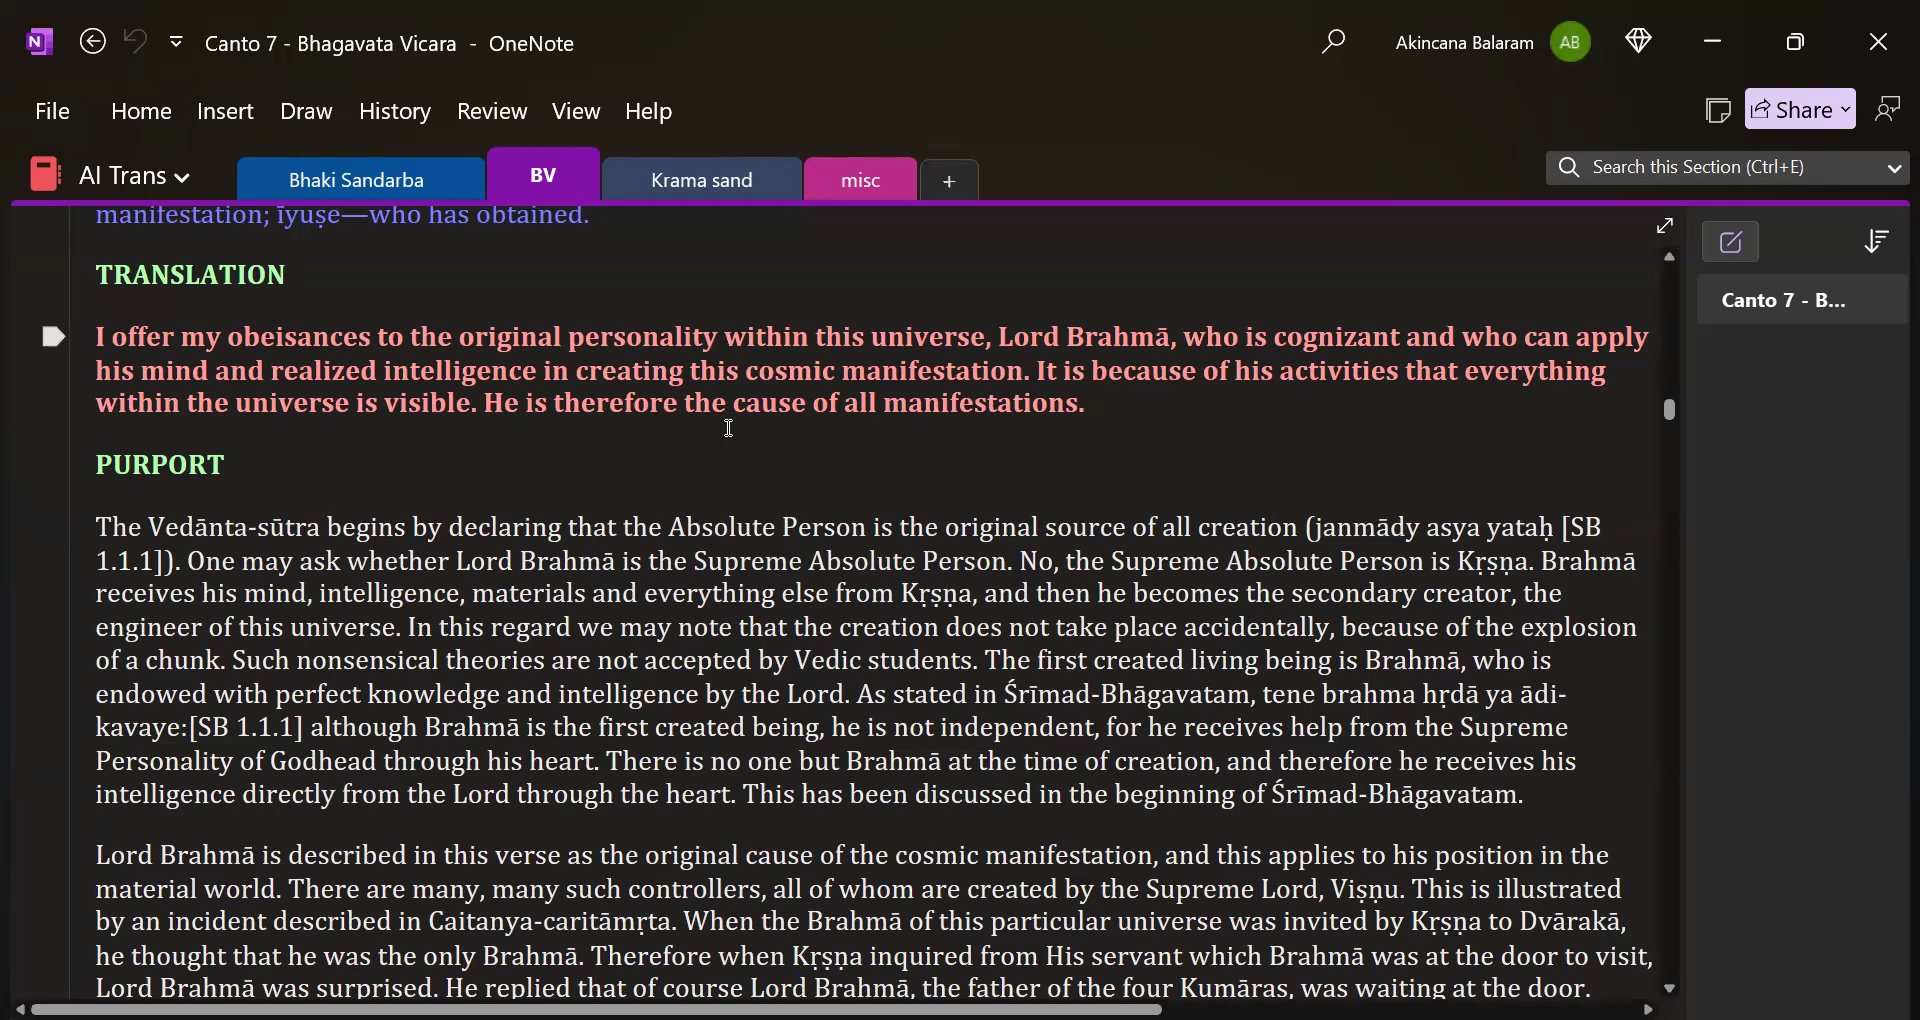 Canto 7 - Bhagavata Vicara - OneNote
Akincana Balaram
AB
File Home Insert Draw History Review View Help
Share
AI Trans
Bhaki Sandarba
BV
Krama sand
misc
+
Search this Section (Ctrl+E)
Canto 7 - B...
manifestation; īyuṣe—who has obtained.
TRANSLATION
I offer my obeisances to the original personality within this universe, Lord Brahmā, who is cognizant and who can apply
his mind and realized intelligence in creating this cosmic manifestation. It is because of his activities that everything
within the universe is visible. He is therefore the cause of all manifestations.
PURPORT
The Vedānta-sūtra begins by declaring that the Absolute Person is the original source of all creation (janmādy asya yataḥ [SB
1.1.1]). One may ask whether Lord Brahmā is the Supreme Absolute Person. No, the Supreme Absolute Person is Kṛṣṇa. Brahmā
receives his mind, intelligence, materials and everything else from Kṛṣṇa, and then he becomes the secondary creator, the
engineer of this universe. In this regard we may note that the creation does not take place accidentally, because of the explosion
of a chunk. Such nonsensical theories are not accepted by Vedic students. The first created living being is Brahmā, who is
endowed with perfect knowledge and intelligence by the Lord. As stated in Śrīmad-Bhāgavatam, tene brahma hṛdā ya ādi-
kavaye:[SB 1.1.1] although Brahmā is the first created being, he is not independent, for he receives help from the Supreme
Personality of Godhead through his heart. There is no one but Brahmā at the time of creation, and therefore he receives his
intelligence directly from the Lord through the heart. This has been discussed in the beginning of Śrīmad-Bhāgavatam.
Lord Brahmā is described in this verse as the original cause of the cosmic manifestation, and this applies to his position in the
material world. There are many, many such controllers, all of whom are created by the Supreme Lord, Viṣṇu. This is illustrated
by an incident described in Caitanya-caritāmṛta. When the Brahmā of this particular universe was invited by Kṛṣṇa to Dvārakā,
he thought that he was the only Brahmā. Therefore when Kṛṣṇa inquired from His servant which Brahmā was at the door to visit,
Lord Brahmā was surprised. He replied that of course Lord Brahmā, the father of the four Kumāras, was waiting at the door.